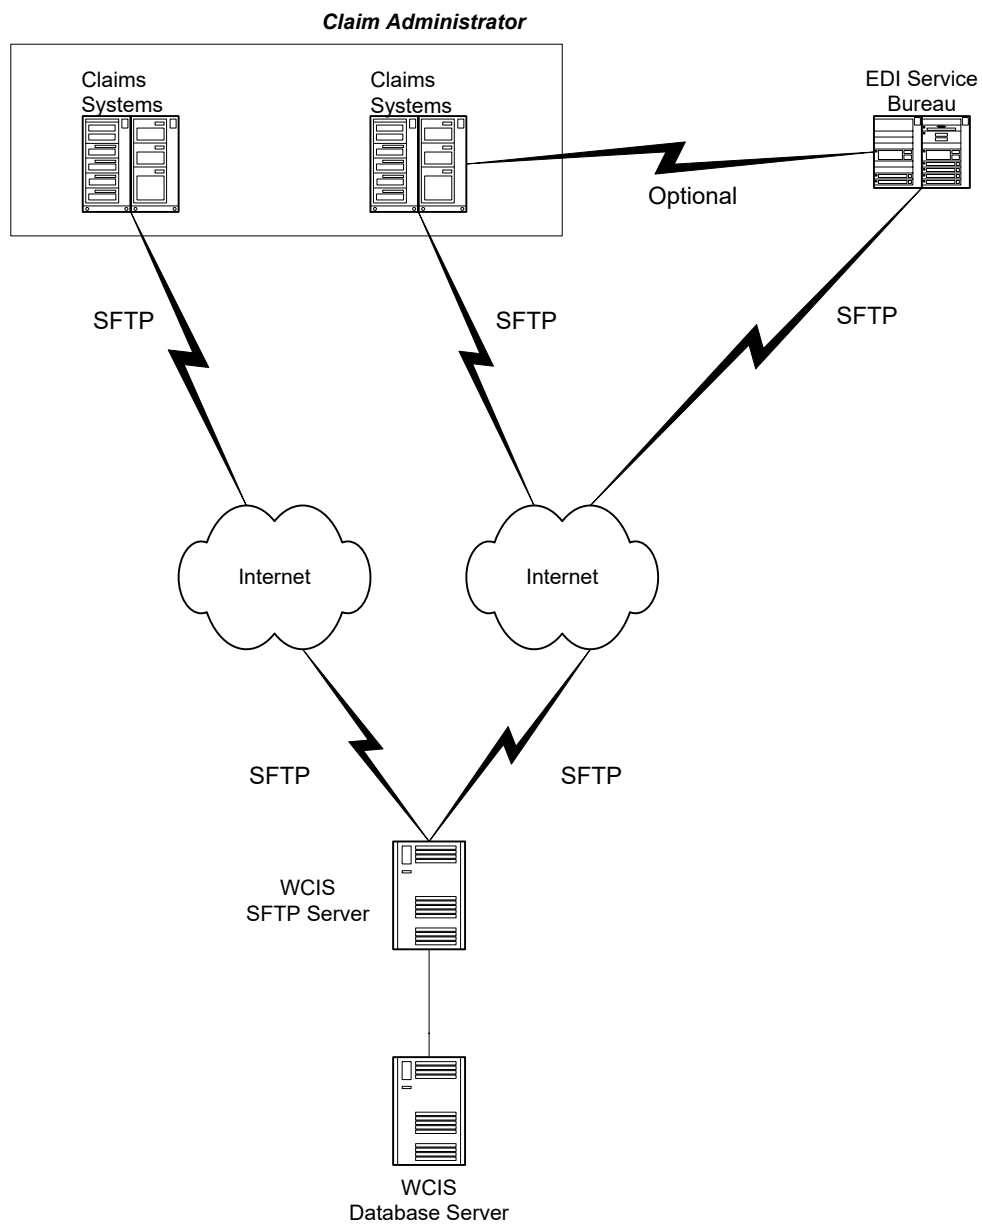 Claim Administrator
Claims
Systems
Claims
Systems
EDI Service
Bureau
Optional
SFTP
SFTP
SFTP
Internet
Internet
SFTP
SFTP
WCIS
SFTP Server
WCIS
Database Server